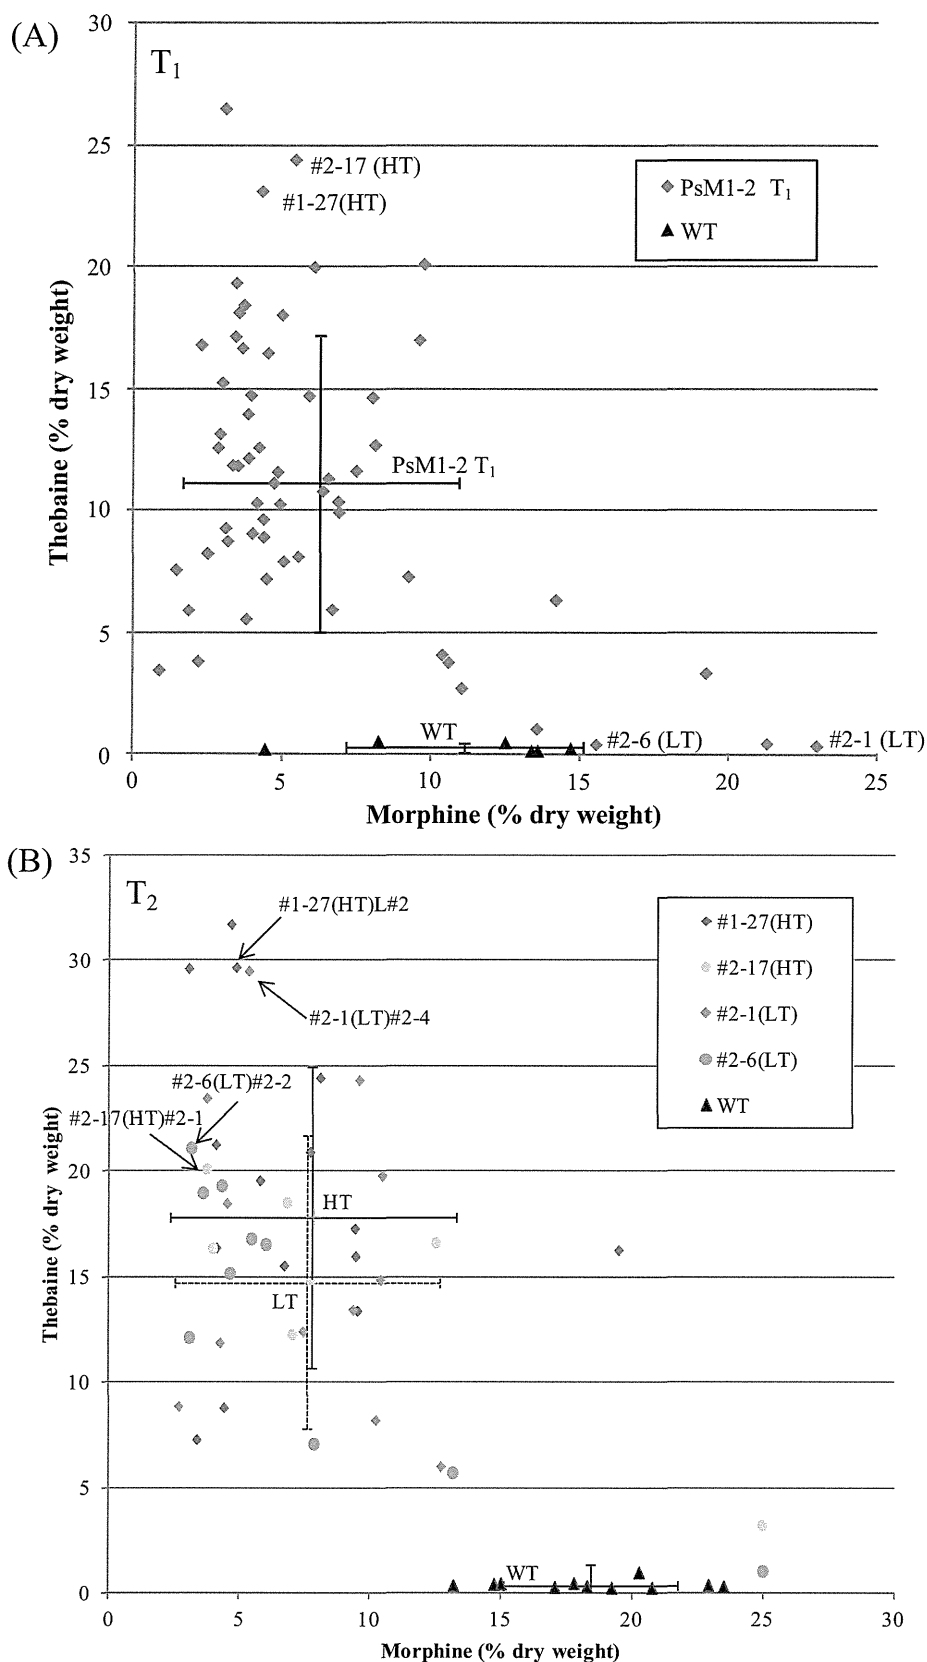 (A)
T₁
30
25
20
15
10
5
0
Thebaine (% dry weight)
#2-17 (HT)
#1-27(HT)
PsM1-2 T₁
WT
PsM1-2 T₁
WT
#2-6 (LT)
#2-1 (LT)
0 5 10 15 20 25
Morphine (% dry weight)
(B)
T₂
35
30
25
20
15
10
5
0
Thebaine (% dry weight)
#1-27(HT)L#2
#2-1(LT)#2-4
#2-6(LT)#2-2
#2-17(HT)#2-1
#1-27(HT)
#2-17(HT)
#2-1(LT)
#2-6(LT)
WT
HT
LT
WT
0 5 10 15 20 25 30
Morphine (% dry weight)